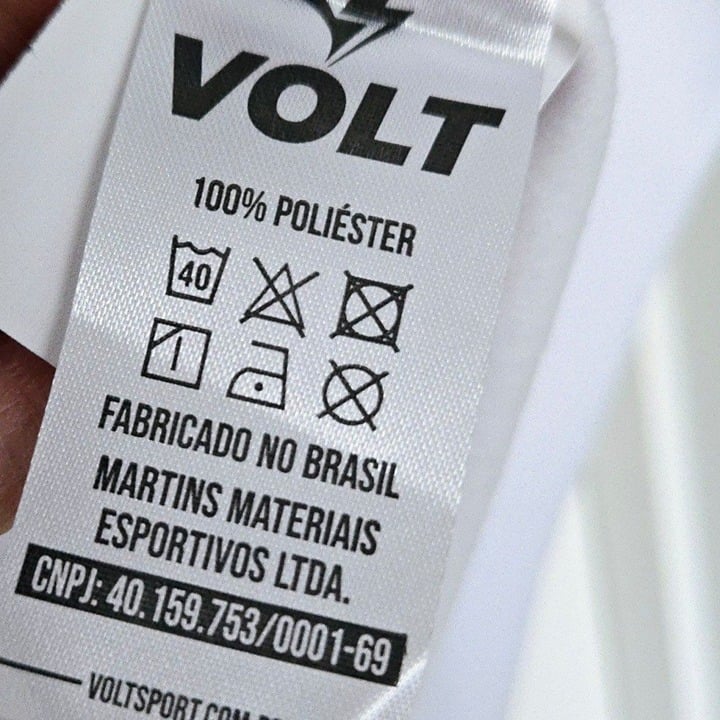 VOLT
100% POLIÉSTER
40
FABRICADO NO BRASIL
MARTINS MATERIAIS
ESPORTIVOS LTDA.
CNPJ: 40.159.753/0001-69
VOLTSPORT.COM